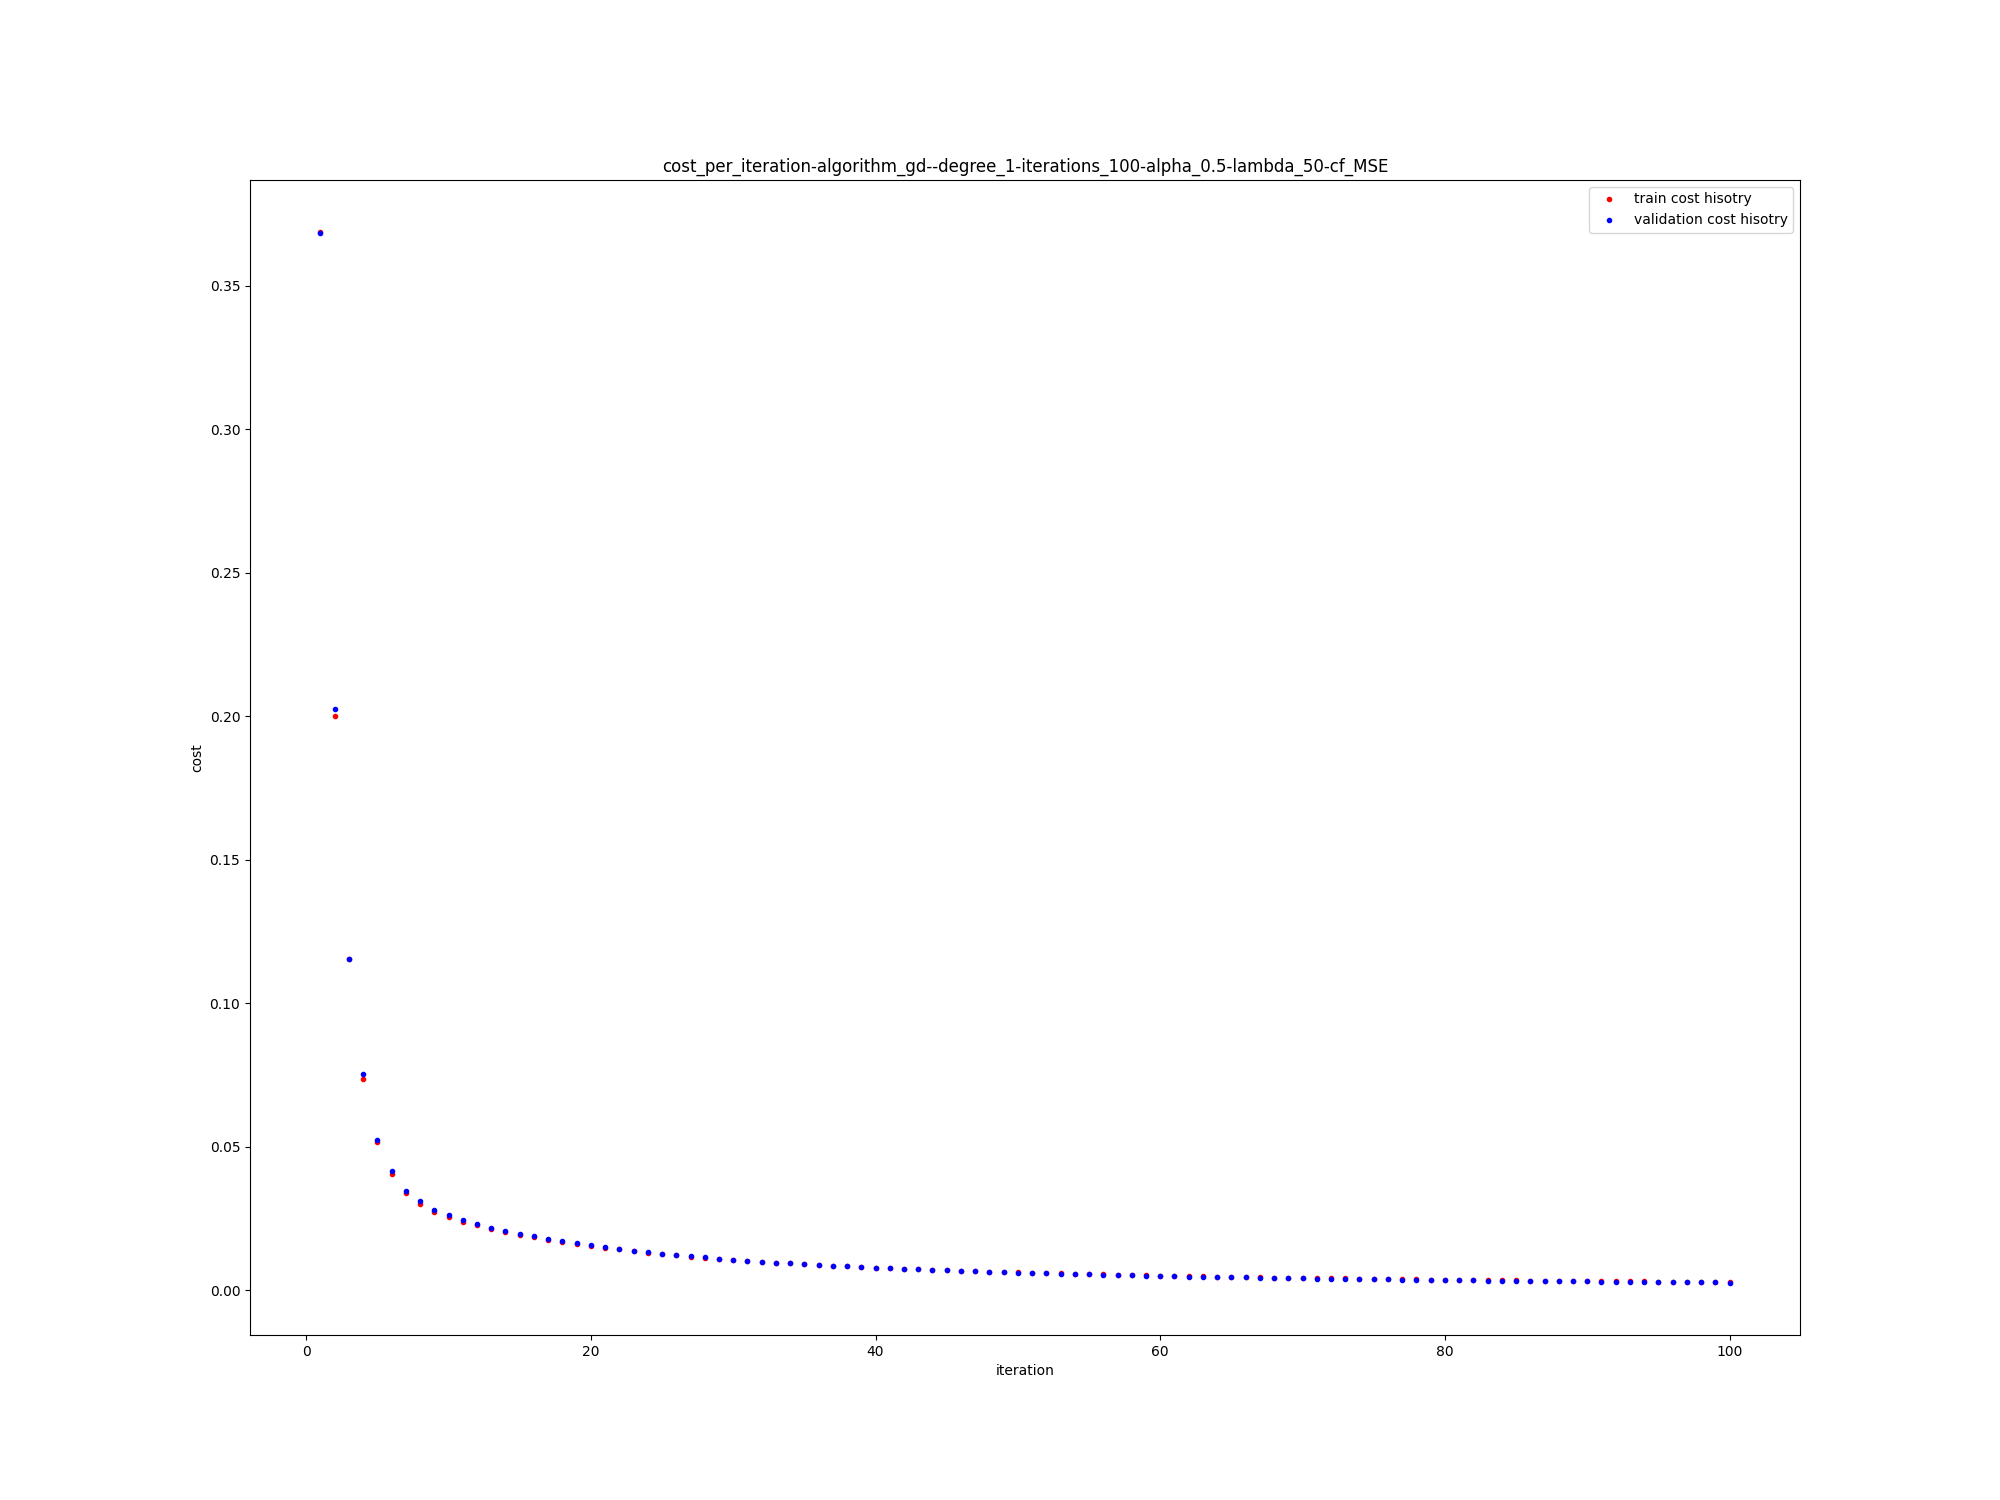 cost_per_iteration-algorithm_gd--degree_1-iterations_100-alpha_0.5-lambda_50-cf_MSE
train cost hisotry
validation cost hisotry
0.35
0.30
0.25
0.20
0.15
0.10
0.05
0.00
cost
0 20 40 60 80 100
iteration